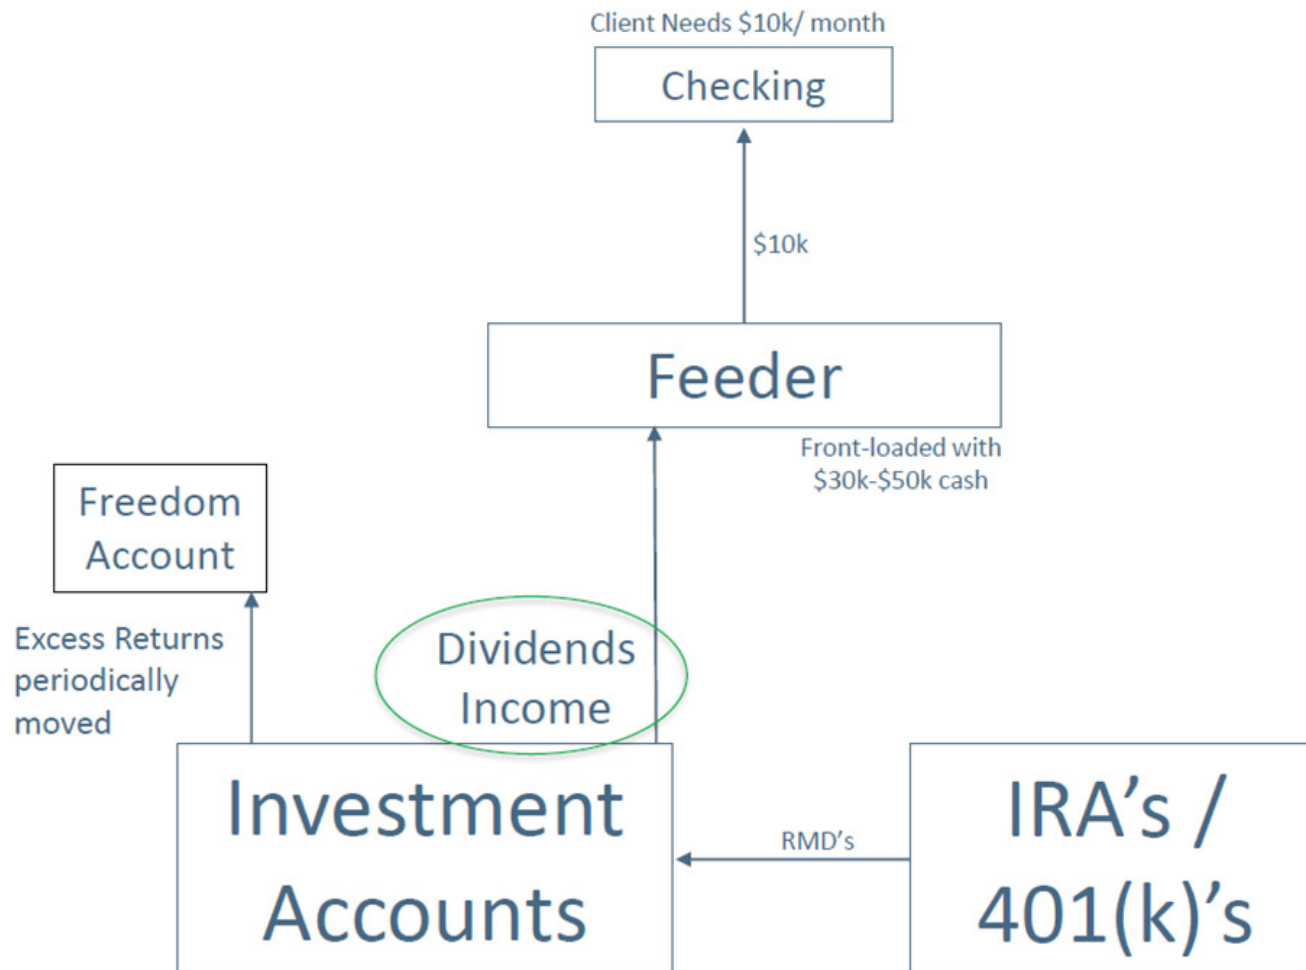 Client Needs $10k/ month
Checking
$10k
Feeder
Front-loaded with
$30k-$50k cash
Freedom
Account
Excess Returns
periodically
moved
Dividends
Income
Investment
Accounts
RMD's
IRA's /
401(k)'s